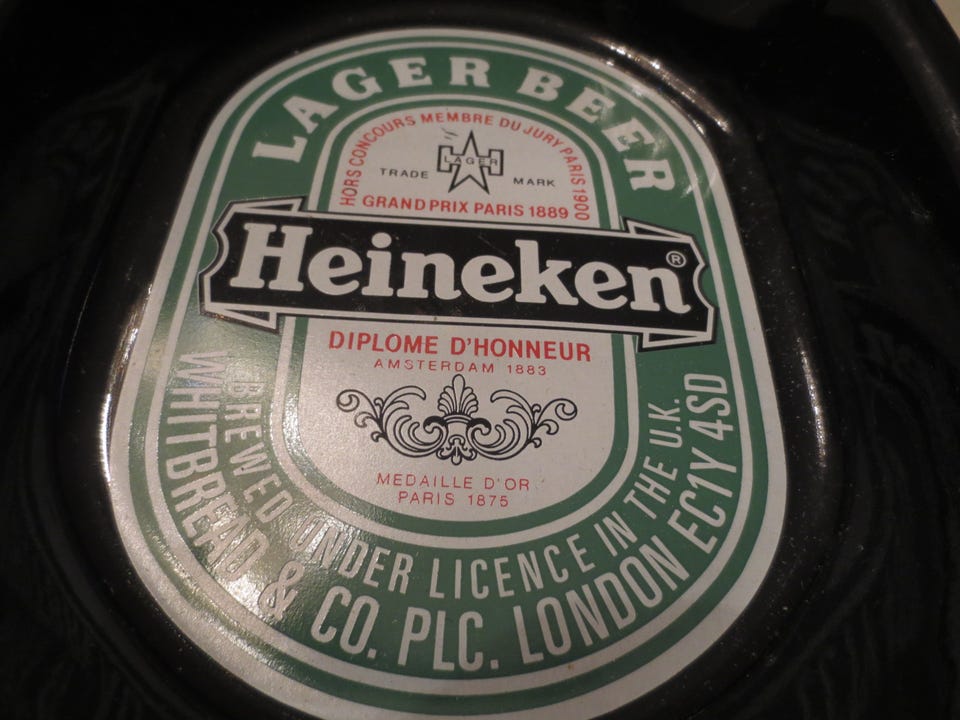 LAGER BEER
HORS CONCOURS MEMBRE DU JURY PARIS 1900
LAGER
TRADE MARK
GRAND PRIX PARIS 1889
Heineken®
DIPLOME D'HONNEUR
AMSTERDAM 1883
MEDAILLE D'OR
PARIS 1875
BREWED UNDER LICENCE IN THE U.K.
WHITBREAD & CO. PLC. LONDON EC1Y 4SD